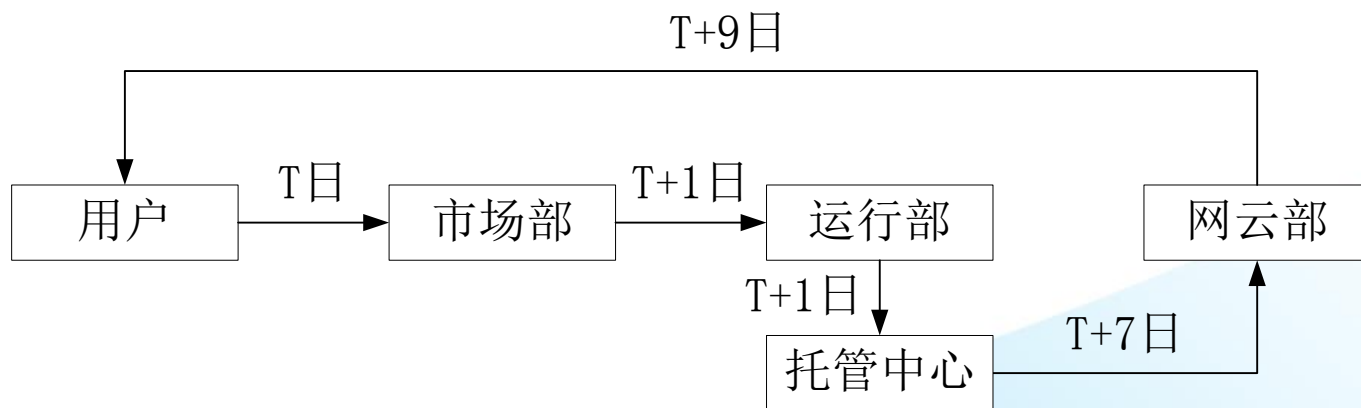 T+9日
用户
T日
市场部
T+1日
运行部
网云部
T+1日
托管中心
T+7日